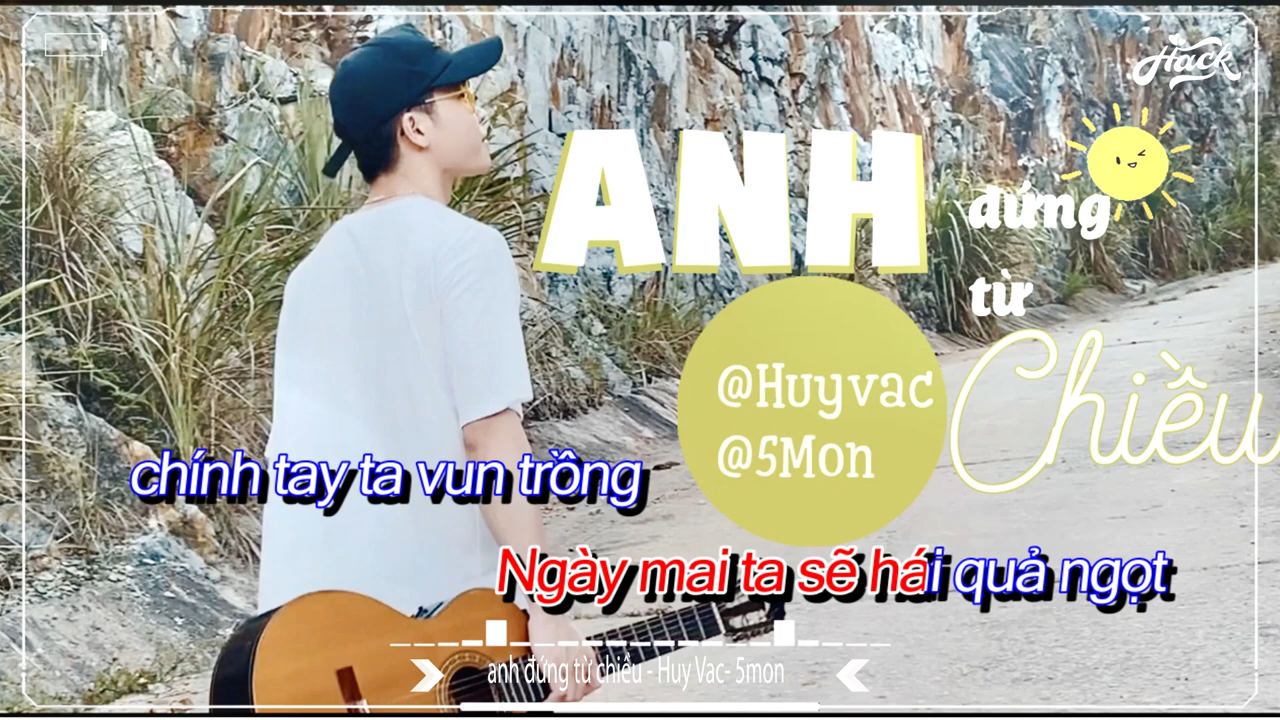 Hack
ANH
đứng
từ
Chiều
@Huyvac
@5Mon
chính tay ta vun trồng
Ngày mai ta sẽ hái quả ngọt
anh đứng từ chiều - Huy Vac- 5mon